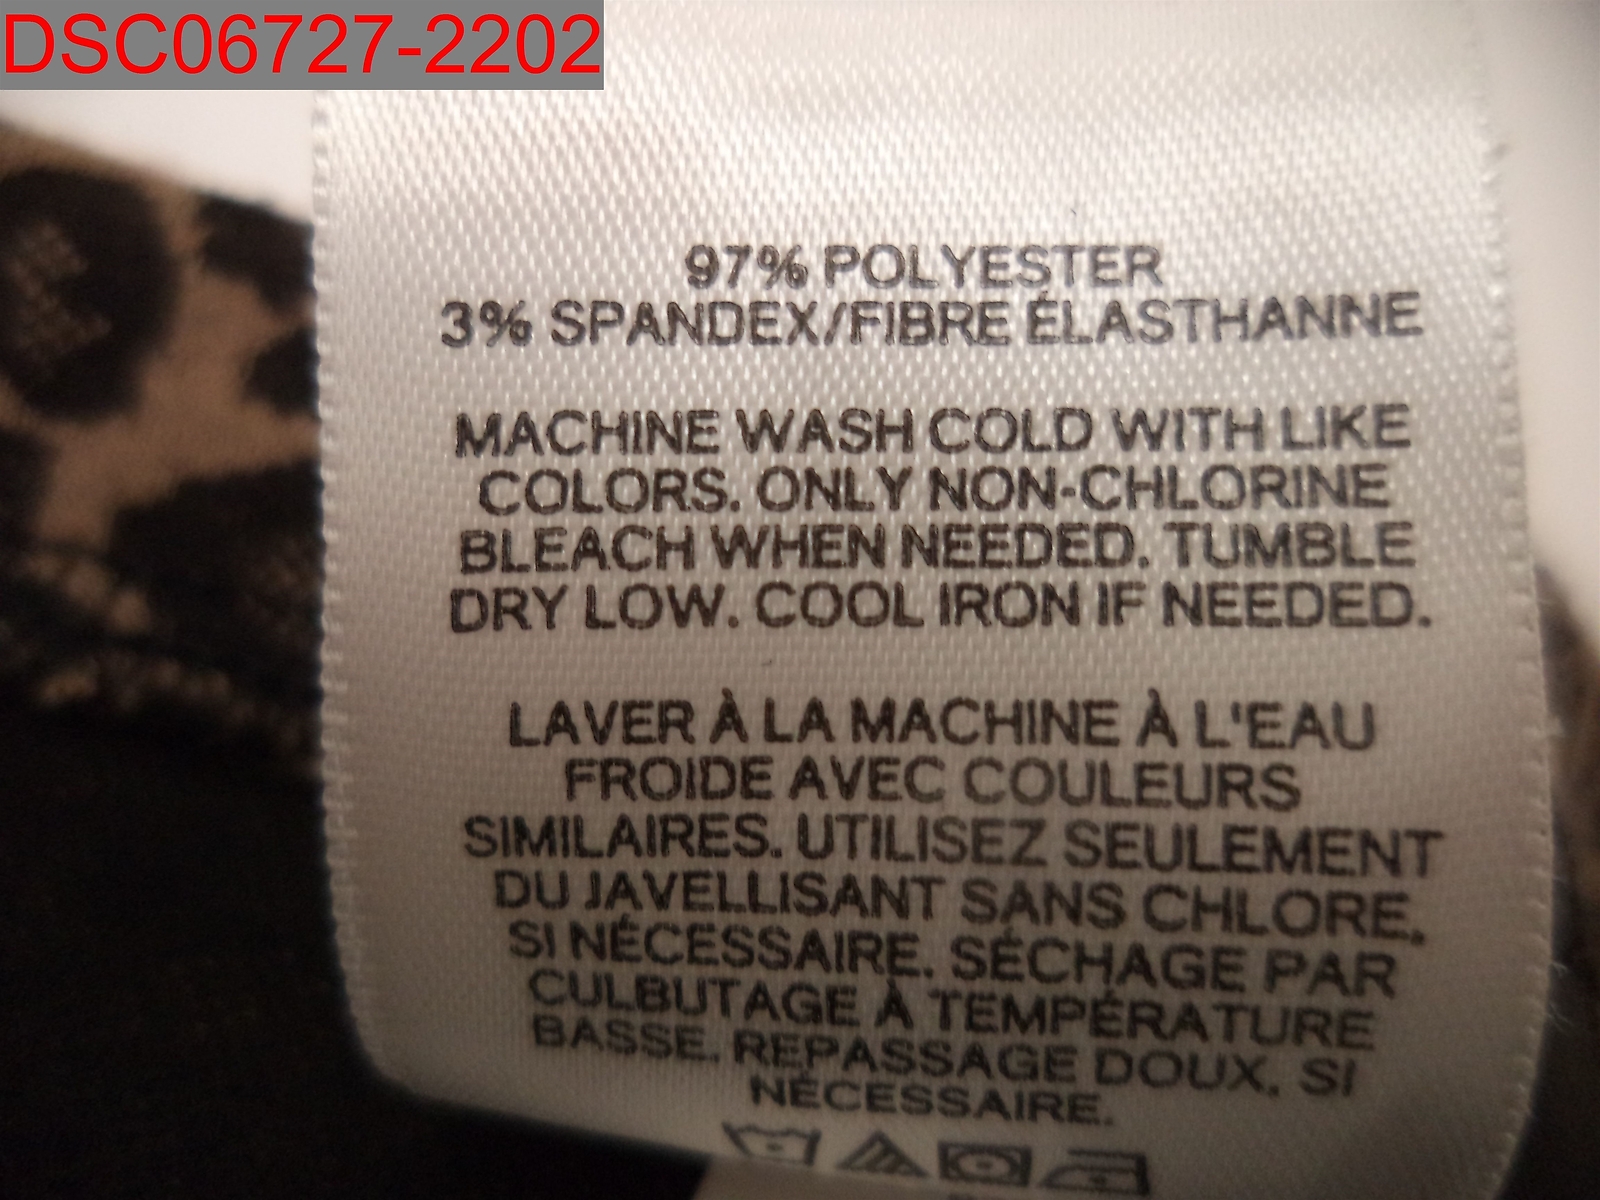 DSC06727-2202
97% POLYESTER
3% SPANDEX/FIBRE ÉLASTHANNE
MACHINE WASH COLD WITH LIKE
COLORS. ONLY NON-CHLORINE
BLEACH WHEN NEEDED. TUMBLE
DRY LOW. COOL IRON IF NEEDED.
LAVER À LA MACHINE À L'EAU
FROIDE AVEC COULEURS
SIMILAIRES. UTILISEZ SEULEMENT
DU JAVELLISANT SANS CHLORE,
SI NÉCESSAIRE. SÉCHAGE PAR
CULBUTAGE À TEMPÉRATURE
BASSE. REPASSAGE DOUX, SI
NÉCESSAIRE.